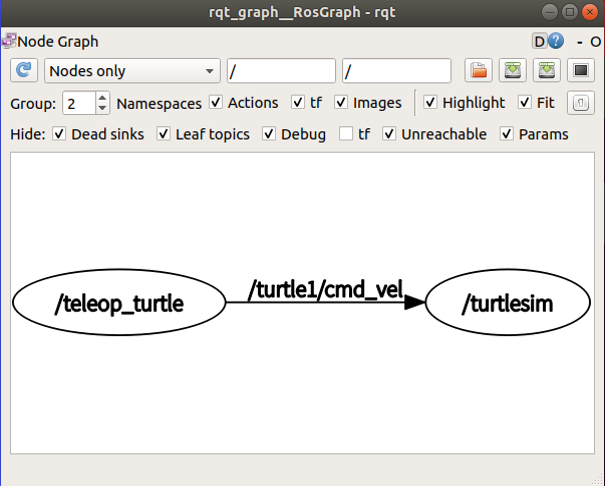 rqt_graph__RosGraph - rqt
Node Graph D ? - O
Nodes only / /
Group: 2 Namespaces Actions tf Images Highlight Fit
Hide: Dead sinks Leaf topics Debug tf Unreachable Params
/turtle1/cmd_vel
/teleop_turtle /turtlesim